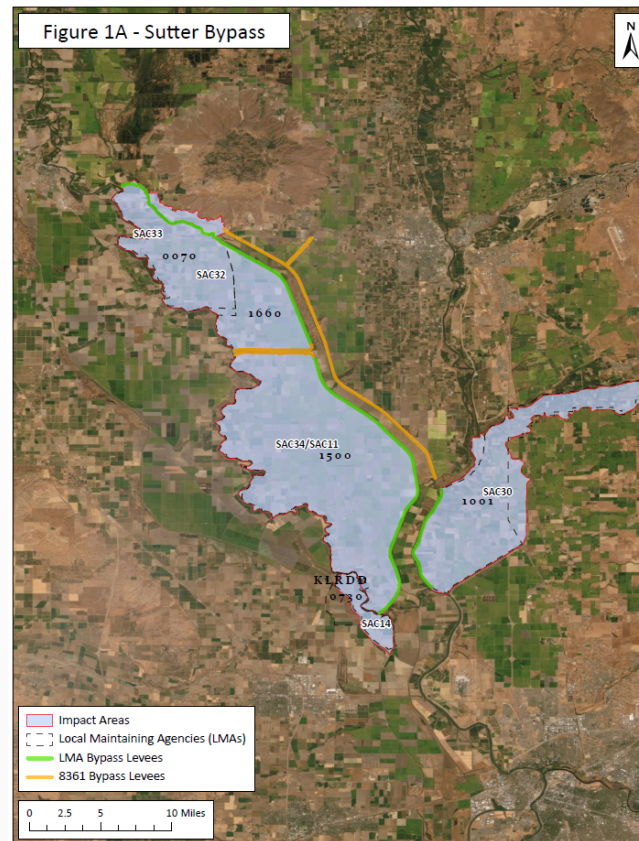 Figure 1A - Sutter Bypass
N
SAC33
0070
SAC32
1660
SAC34/SAC11
1500
SAC30
1001
KLRDD
0730
SAC14
Impact Areas
Local Maintaining Agencies (LMAs)
LMA Bypass Levees
8361 Bypass Levees
0 2.5 5 10 Miles